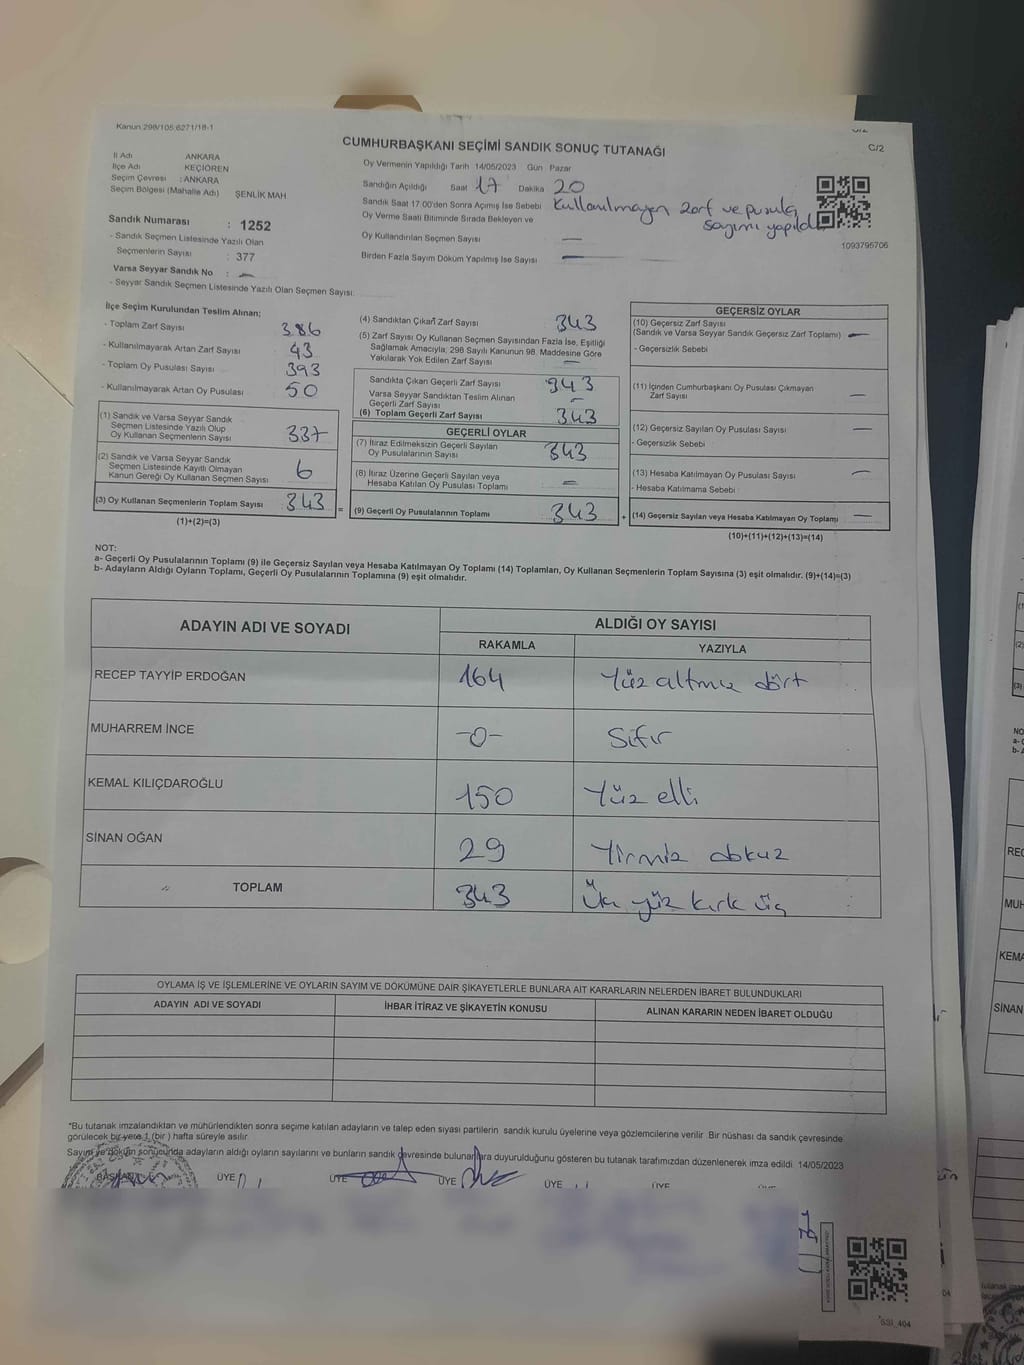 Kanun 298/105.6271/18-1
CUMHURBAŞKANI SEÇİMİ SANDIK SONUÇ TUTANAĞI
C/2
İl Adı ANKARA
İlçe Adı KEÇİÖREN
Seçim Çevresi : ANKARA
Seçim Bölgesi (Mahalle Adı) ŞENLİK MAH
Sandık Numarası : 1252
- Sandık Seçmen Listesinde Yazılı Olan
Seçmenlerin Sayısı : 377
Varsa Seyyar Sandık No : -
- Seyyar Sandık Seçmen Listesinde Yazılı Olan Seçmen Sayısı:
Oy Vermenin Yapıldığı Tarih 14/05/2023 Gün Pazar
Sandığın Açıldığı Saat 17 Dakika 20
Sandık Saat 17.00'den Sonra Açımış İse Sebebi Kullanılmayan zarf ve pusula
sayımı yapıldı
Oy Verme Saati Bitiminde Sırada Bekleyen ve
Oy Kullandırılan Seçmen Sayısı —
Birden Fazla Sayım Döküm Yapılmış İse Sayısı —
1093795706
İlçe Seçim Kurulundan Teslim Alınan;
- Toplam Zarf Sayısı 386
- Kullanılmayarak Artan Zarf Sayısı 43
- Toplam Oy Pusulası Sayısı 393
- Kullanılmayarak Artan Oy Pusulası 50
(1) Sandık ve Varsa Seyyar Sandık
Seçmen Listesinde Yazılı Olup
Oy Kullanan Seçmenlerin Sayısı 337
(2) Sandık ve Varsa Seyyar Sandık
Seçmen Listesinde Kayıtlı Olmayan
Kanun Gereği Oy Kullanan Seçmen Sayısı 6
(3) Oy Kullanan Seçmenlerin Toplam Sayısı 343 =
(1)+(2)=(3)
(4) Sandıktan Çıkan Zarf Sayısı 343
(5) Zarf Sayısı Oy Kullanan Seçmen Sayısından Fazla İse, Eşitliği
Sağlamak Amacıyla; 298 Sayılı Kanunun 98. Maddesine Göre
Yakılarak Yok Edilen Zarf Sayısı —
Sandıkta Çıkan Geçerli Zarf Sayısı 343
Varsa Seyyar Sandıktan Teslim Alınan
Geçerli Zarf Sayısı -
(6) Toplam Geçerli Zarf Sayısı 343
GEÇERLİ OYLAR
(7) İtiraz Edilmeksizin Geçerli Sayılan
Oy Pusulalarının Sayısı 343
(8) İtiraz Üzerine Geçerli Sayılan veya
Hesaba Katılan Oy Pusulası Toplamı —
(9) Geçerli Oy Pusulalarının Toplamı 343 +
GEÇERSİZ OYLAR
(10) Geçersiz Zarf Sayısı
(Sandık ve Varsa Seyyar Sandık Geçersiz Zarf Toplamı) —
- Geçersizlik Sebebi
(11) İçinden Cumhurbaşkanı Oy Pusulası Çıkmayan
Zarf Sayısı —
(12) Geçersiz Sayılan Oy Pusulası Sayısı —
- Geçersizlik Sebebi
(13) Hesaba Katılmayan Oy Pusulası Sayısı —
- Hesaba Katılmama Sebebi :
(14) Geçersiz Sayılan veya Hesaba Katılmayan Oy Toplamı —
(10)+(11)+(12)+(13)=(14)
NOT:
a- Geçerli Oy Pusulalarının Toplamı (9) ile Geçersiz Sayılan veya Hesaba Katılmayan Oy Toplamı (14) Toplamları, Oy Kullanan Seçmenlerin Toplam Sayısına (3) eşit olmalıdır. (9)+(14)=(3)
b- Adayların Aldığı Oyların Toplamı, Geçerli Oy Pusulalarının Toplamına (9) eşit olmalıdır.
ADAYIN ADI VE SOYADI ALDIĞI OY SAYISI
RAKAMLA YAZIYLA
RECEP TAYYİP ERDOĞAN 164 Yüz altmış dört
MUHARREM İNCE -0- Sıfır
KEMAL KILIÇDAROĞLU 150 Yüz elli
SİNAN OĞAN 29 Yirmi dokuz
TOPLAM 343 Üç yüz kırk üç
OYLAMA İŞ VE İŞLEMLERİNE VE OYLARIN SAYIM VE DÖKÜMÜNE DAİR ŞİKAYETLERLE BUNLARA AİT KARARLARIN NELERDEN İBARET BULUNDUKLARI
ADAYIN ADI VE SOYADI İHBAR İTİRAZ VE ŞİKAYETİN KONUSU ALINAN KARARIN NEDEN İBARET OLDUĞU
*Bu tutanak imzalandıktan ve mühürlendikten sonra seçime katılan adayların ve talep eden siyasi partilerin sandık kurulu üyelerine veya gözlemcilerine verilir. Bir nüshası da sandık çevresinde
görülecek bir yere 1 (bir) hafta süreyle asılır.
Sayım ve döküm sonucunda adayların aldığı oyların sayılarını ve bunların sandık çevresinde bulunanlara duyurulduğunu gösteren bu tutanak tarafımızdan düzenlenerek imza edildi. 14/05/2023
BAŞKAN ÜYE ÜYE ÜYE ÜYE ÜYE
SSI_404
SİNAN